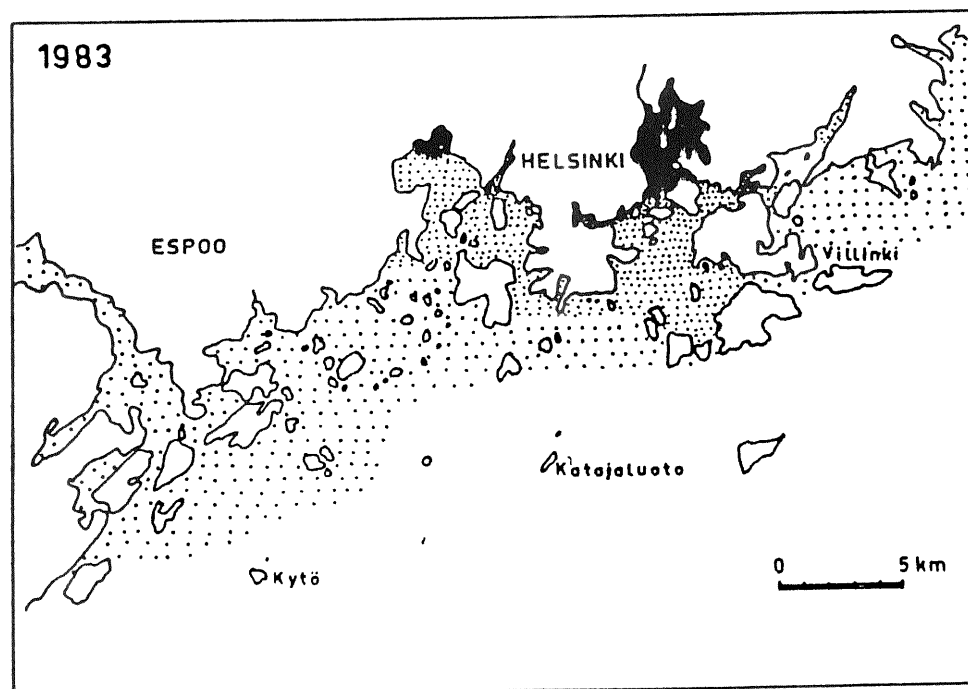 1983
HELSINKI
ESPOO
Villinki
Katajaluoto
Kytö
0 5 km